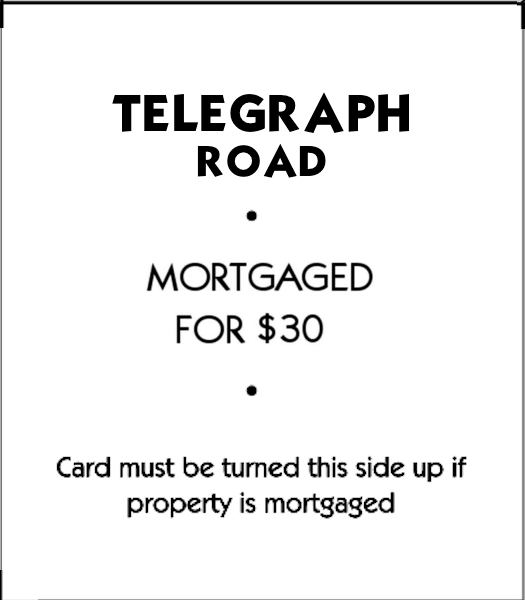 TELEGRAPH
ROAD
•
MORTGAGED
FOR $30
•
Card must be turned this side up if
property is mortgaged